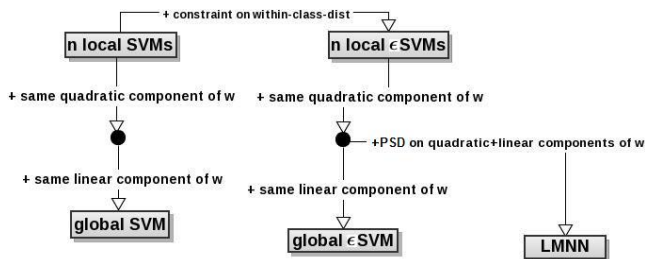 + constraint on within-class-dist
n local SVMs
n local ϵSVMs
+ same quadratic component of w
+ same quadratic component of w
+PSD on quadratic+linear components of w
+ same linear component of w
+ same linear component of w
global SVM
global ϵSVM
LMNN